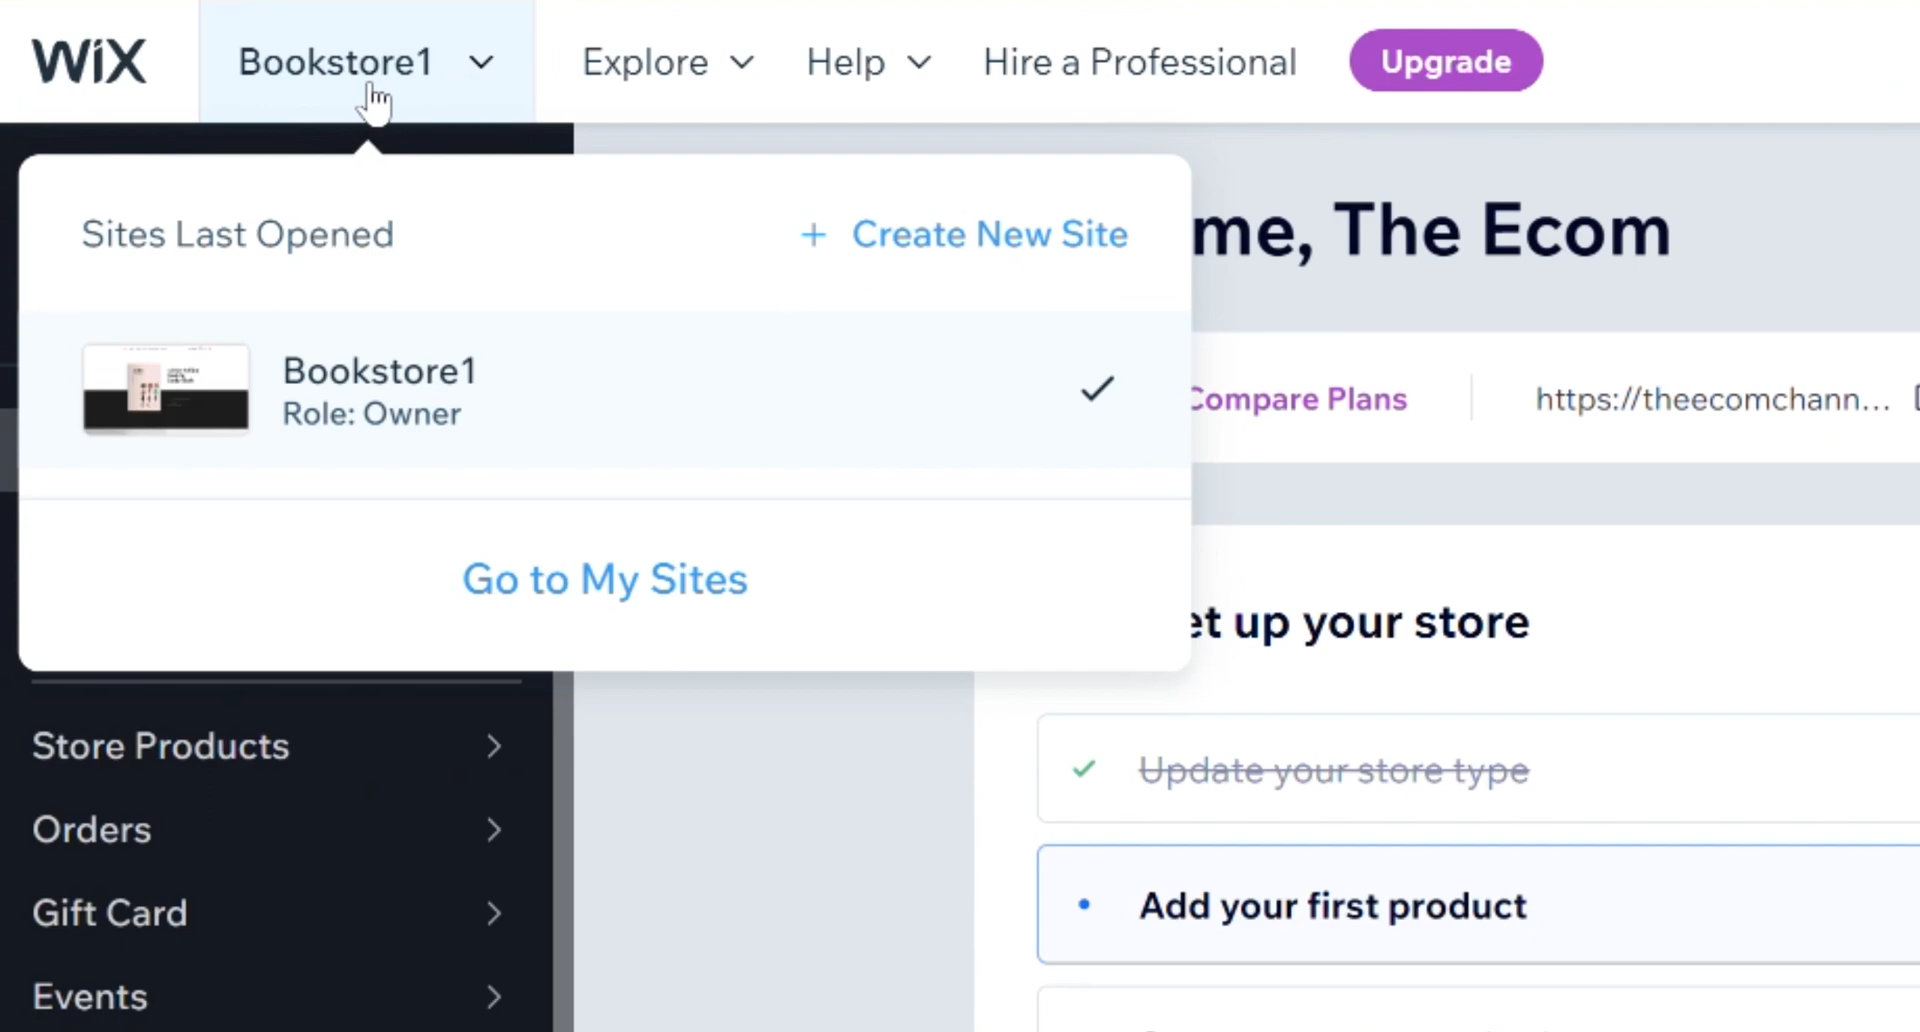 WiX
Bookstore1
Explore
Help
Hire a Professional
Upgrade
Sites Last Opened
+ Create New Site
me, The Ecom
Bookstore1
Role: Owner
Compare Plans
https://theecomchann...
Go to My Sites
et up your store
Store Products
Orders
Gift Card
Events
Update your store type
Add your first product